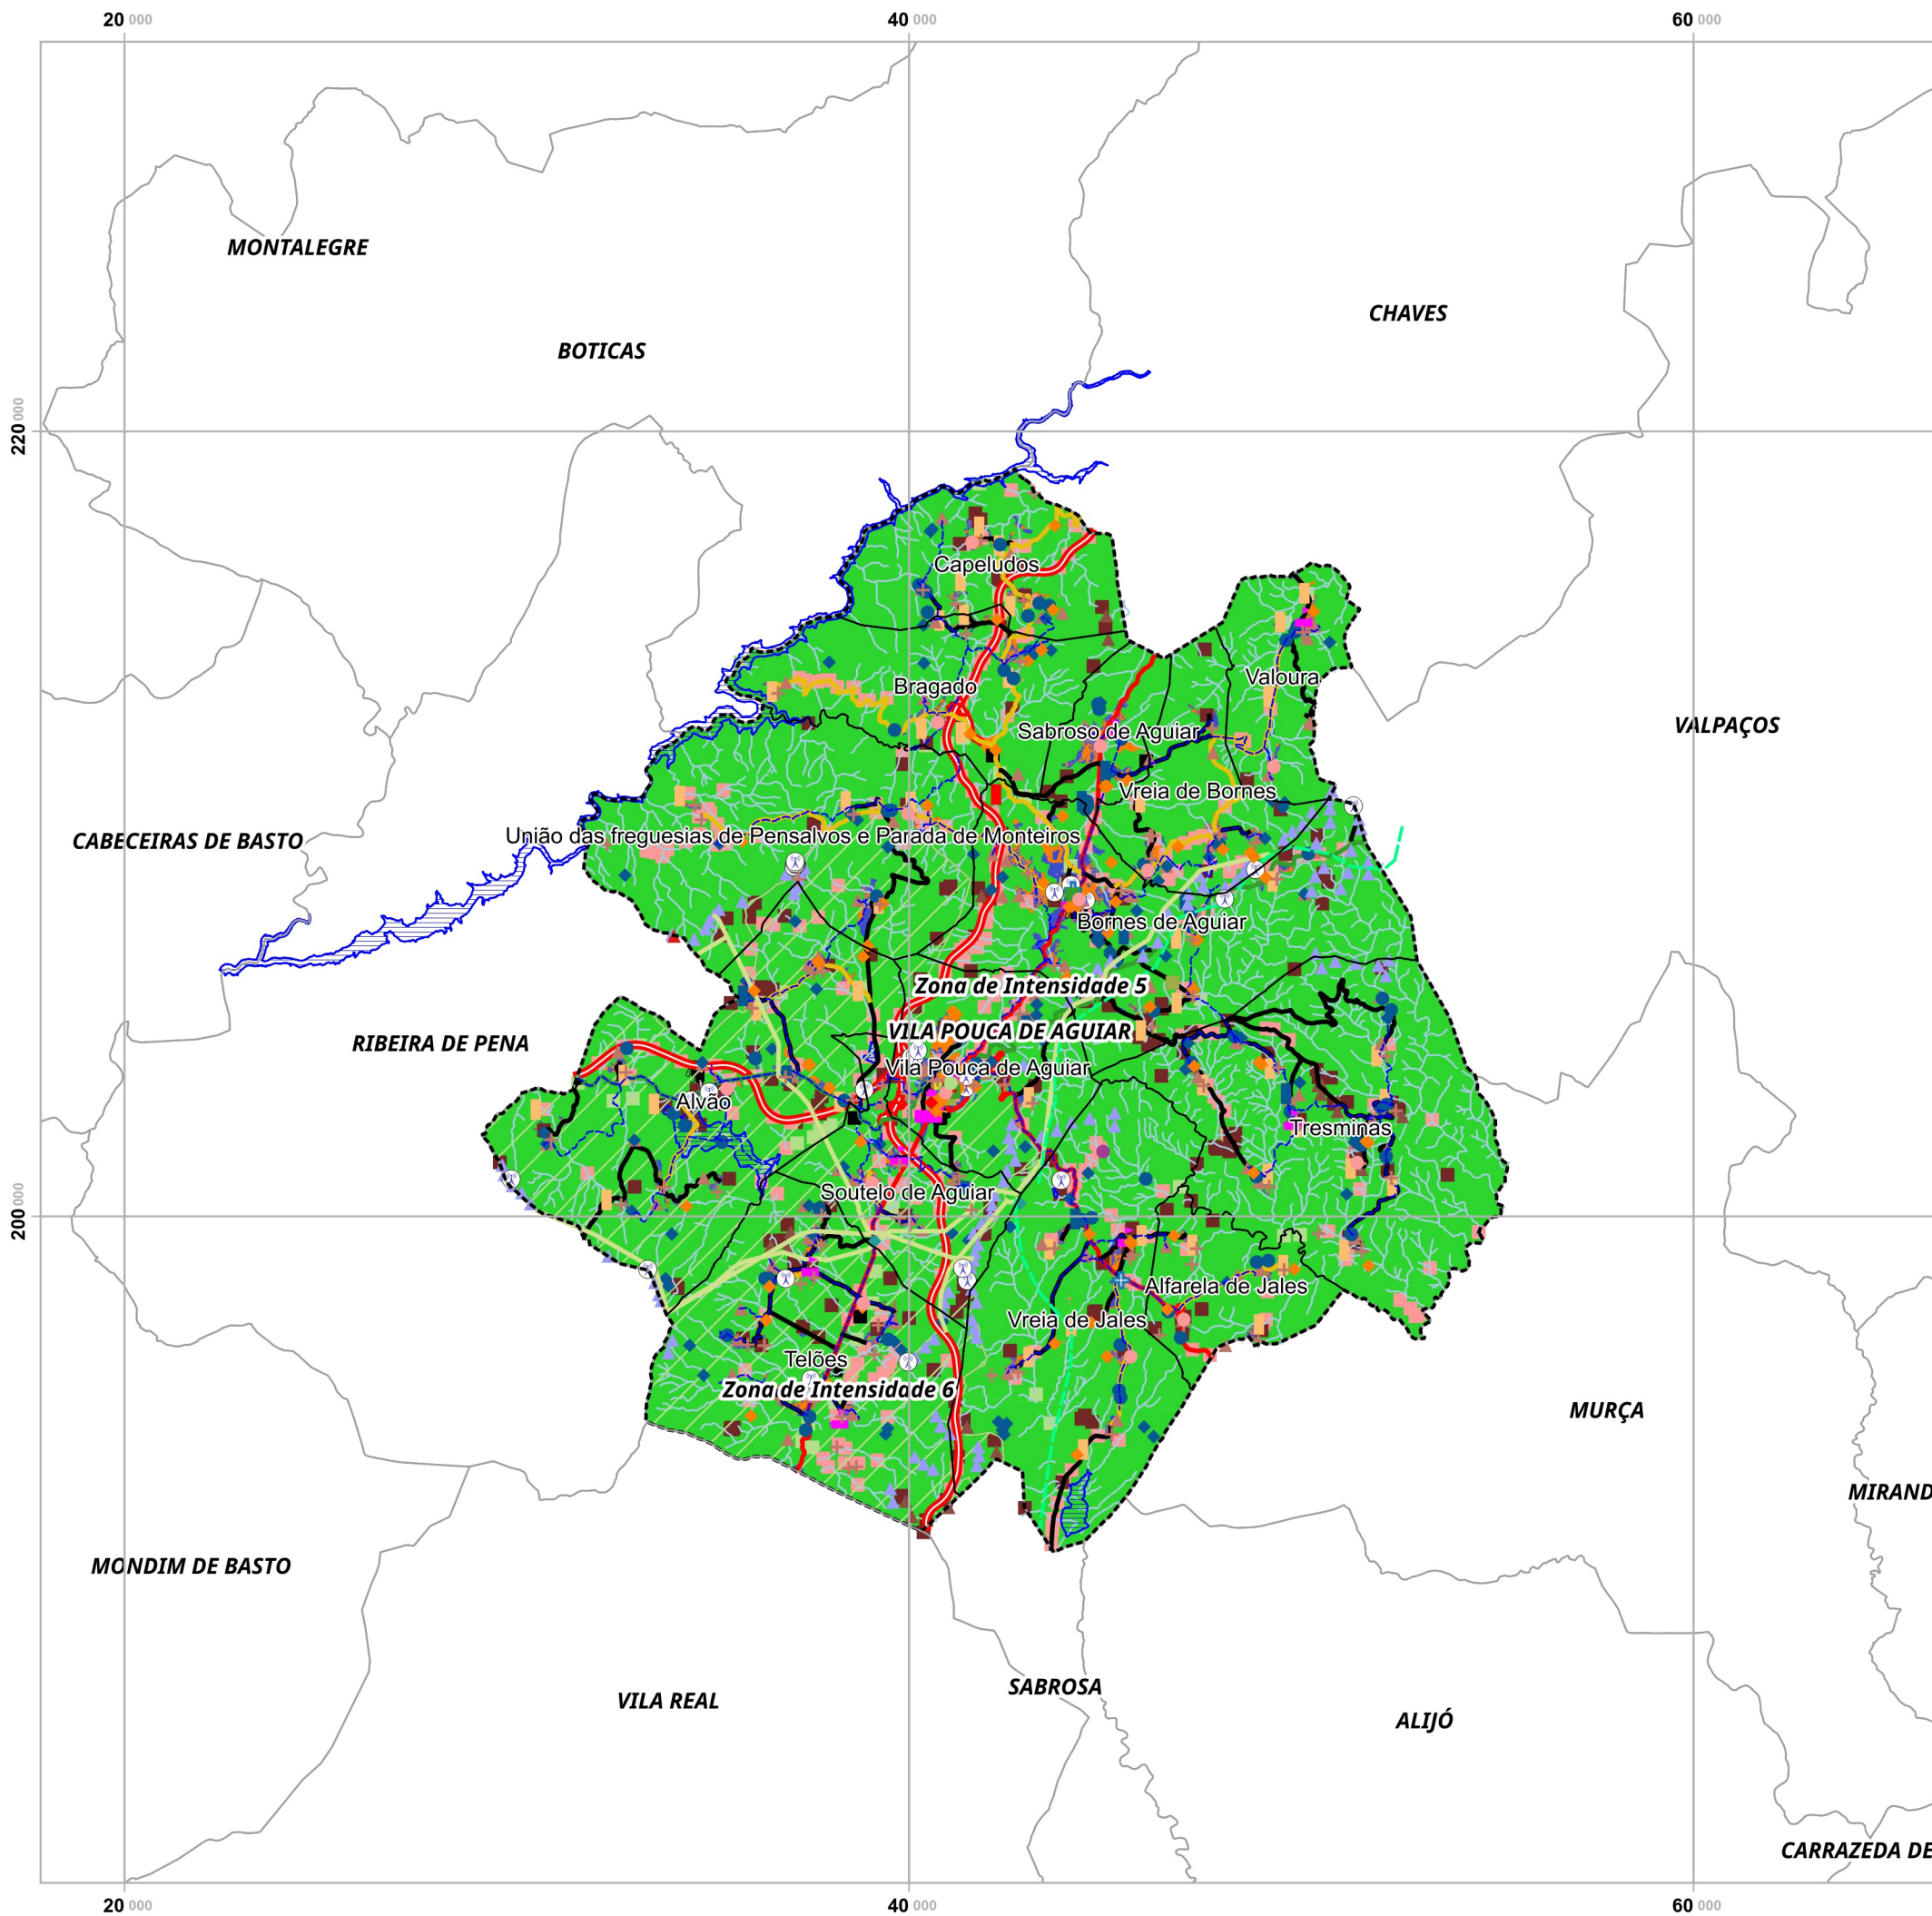 20 000
40 000
60 000
MONTALEGRE
CHAVES
BOTICAS
220 000
Capeludos
Valoura
Bragado
VALPAÇOS
Sabroso de Aguiar
Vreia de Bornes
União das freguesias de Pensalvos e Parada de Monteiros
CABECEIRAS DE BASTO
Bornes de Aguiar
Zona de Intensidade 5
VILA POUCA DE AGUIAR
RIBEIRA DE PENA
Vila Pouca de Aguiar
Alvão
Tresminas
Soutelo de Aguiar
200 000
Alfarela de Jales
Vreia de Jales
Telões
Zona de Intensidade 6
MURÇA
MIRAND
MONDIM DE BASTO
SABROSA
VILA REAL
ALIJÓ
CARRAZEDA DE
20 000
40 000
60 000